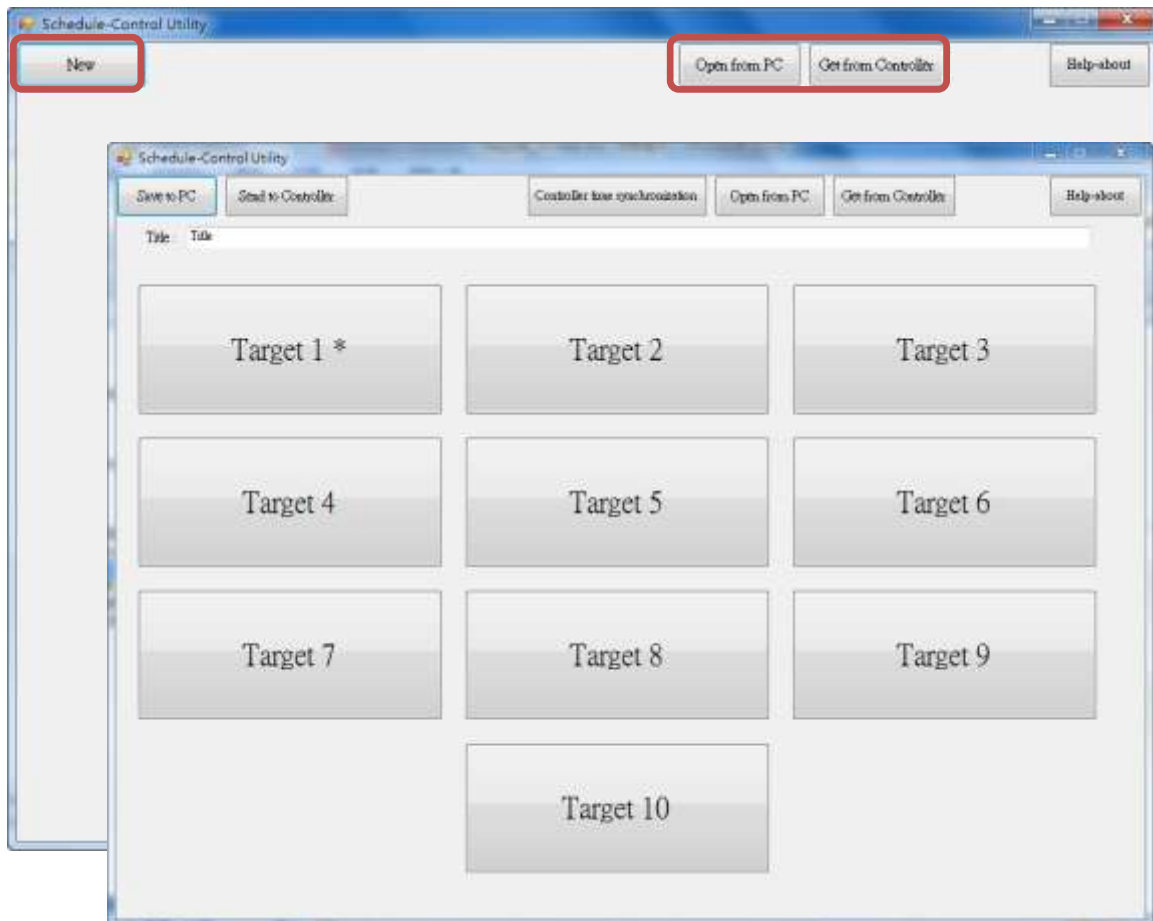 Schedule-Control Utility
New Open from PC Get from Controller Help-about
Schedule-Control Utility
Save to PC Send to Controller Controller time synchronization Open from PC Get from Controller Help-about
Title Title
Target 1 * Target 2 Target 3
Target 4 Target 5 Target 6
Target 7 Target 8 Target 9
Target 10